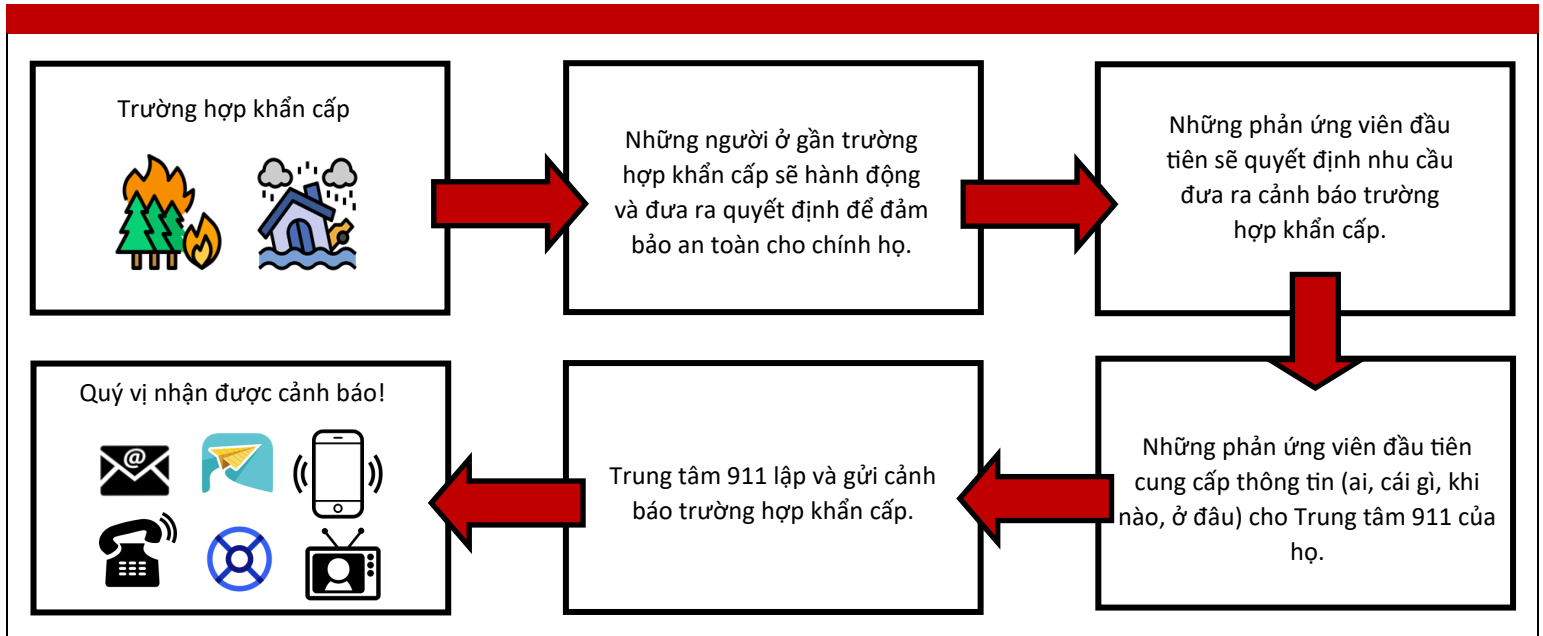 Trường hợp khẩn cấp
Những người ở gần trường
hợp khẩn cấp sẽ hành động
và đưa ra quyết định để đảm
bảo an toàn cho chính họ.
Những phản ứng viên đầu
tiên sẽ quyết định nhu cầu
đưa ra cảnh báo trường
hợp khẩn cấp.
Những phản ứng viên đầu tiên
cung cấp thông tin (ai, cái gì, khi
nào, ở đâu) cho Trung tâm 911 của
họ.
Trung tâm 911 lập và gửi cảnh
báo trường hợp khẩn cấp.
Quý vị nhận được cảnh báo!
@